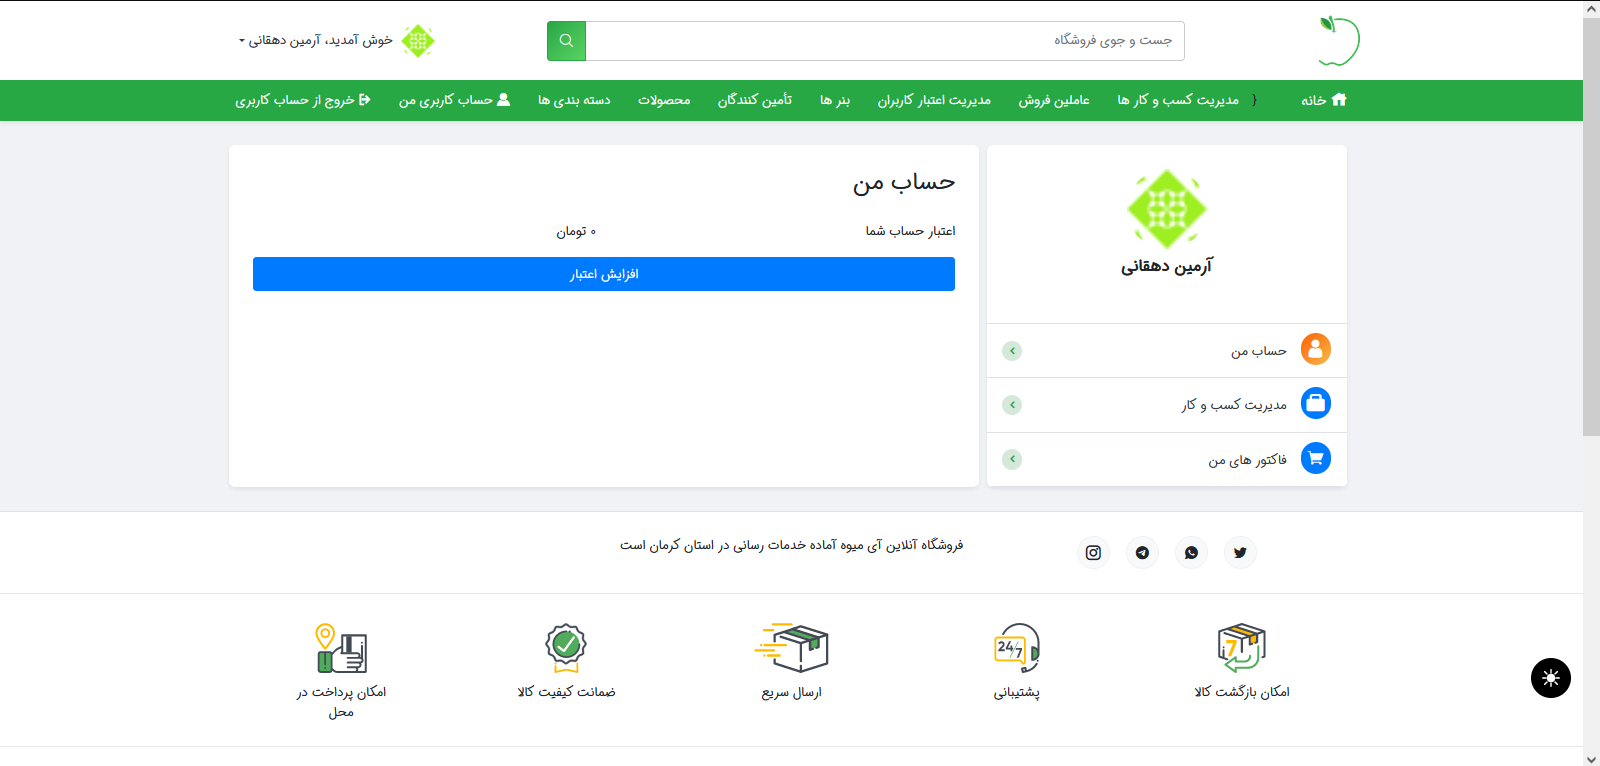 جست و جوی فروشگاه
خوش آمدید، آرمین دهقانی
خانه
}
مدیریت کسب و کار ها
عاملین فروش
مدیریت اعتبار کاربران
بنر ها
تأمین کنندگان
محصولات
دسته بندی ها
حساب کاربری من
خروج از حساب کاربری
آرمین دهقانی
حساب من
مدیریت کسب و کار
فاکتور های من
حساب من
اعتبار حساب شما
۰ تومان
افزایش اعتبار
فروشگاه آنلاین آی میوه آماده خدمات رسانی در استان کرمان است
7
امکان بازگشت کالا
24/7
پشتیبانی
ارسال سریع
ضمانت کیفیت کالا
امکان پرداخت در
محل